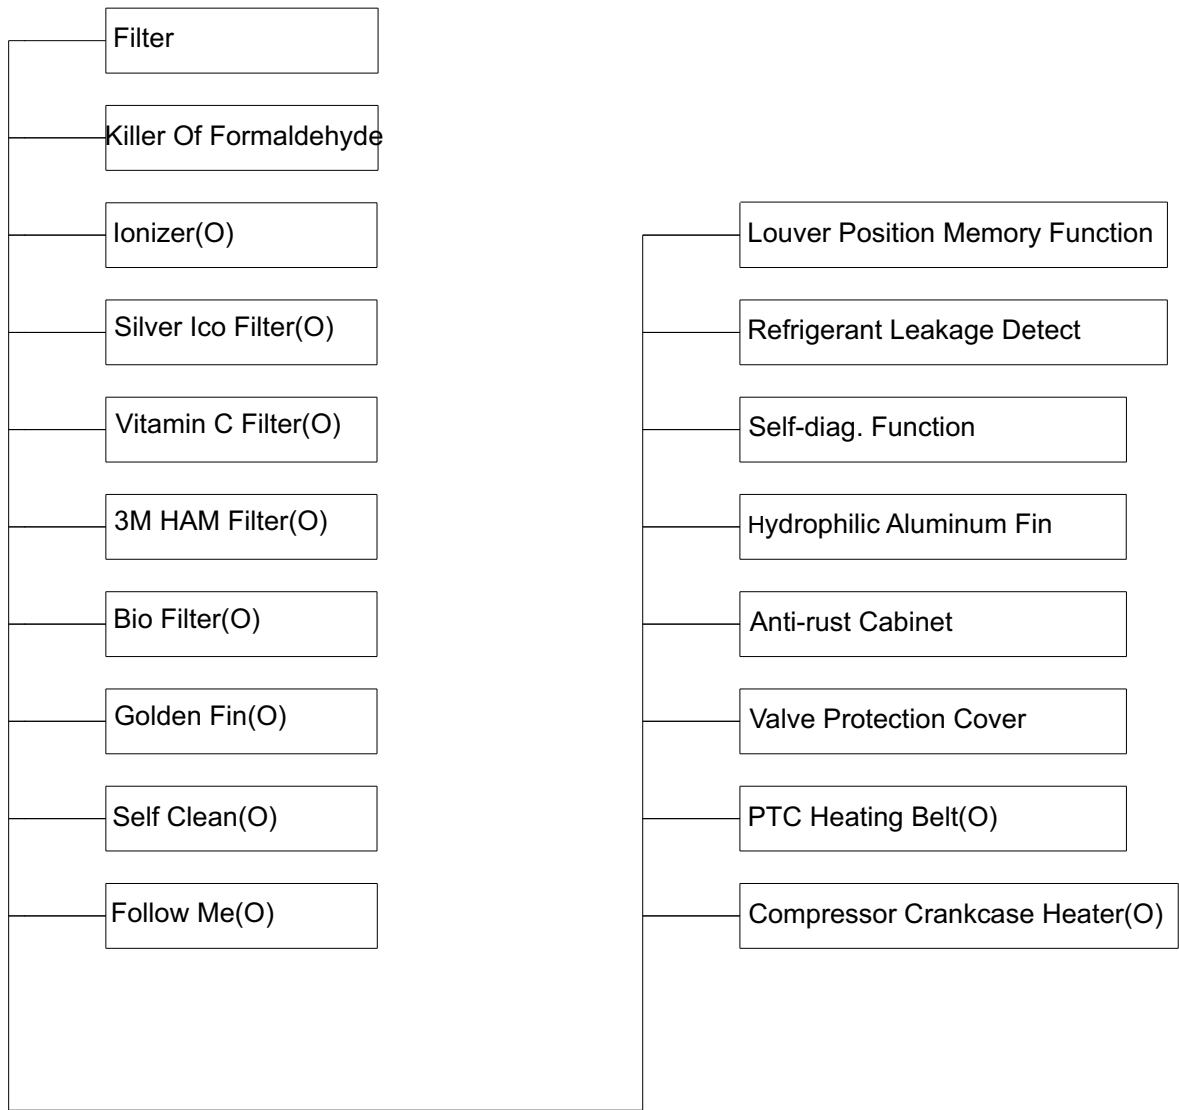 Filter
Killer Of Formaldehyde
Ionizer(O)
Silver Ico Filter(O)
Vitamin C Filter(O)
3M HAM Filter(O)
Bio Filter(O)
Golden Fin(O)
Self Clean(O)
Follow Me(O)
Louver Position Memory Function
Refrigerant Leakage Detect
Self-diag. Function
Hydrophilic Aluminum Fin
Anti-rust Cabinet
Valve Protection Cover
PTC Heating Belt(O)
Compressor Crankcase Heater(O)